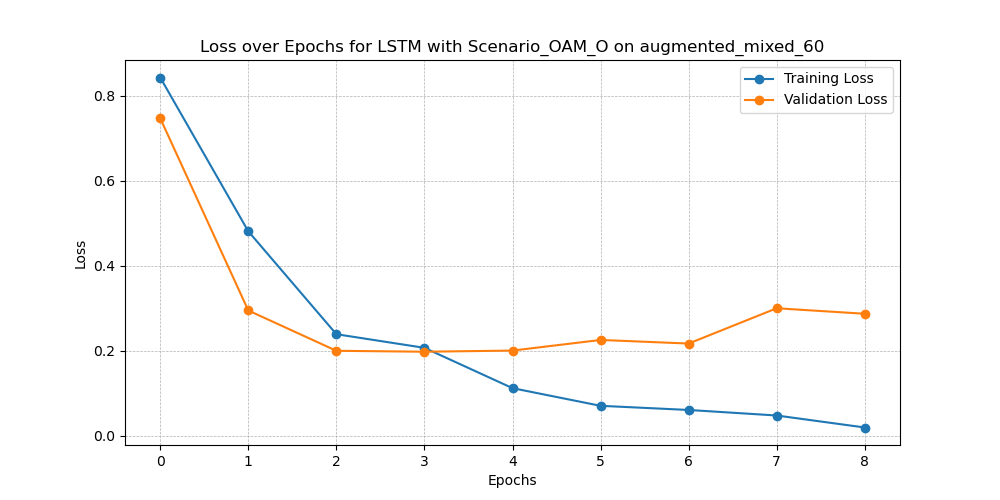 Loss over Epochs for LSTM with Scenario_OAM_O on augmented_mixed_60
Training Loss
Validation Loss
0.8
0.6
0.4
0.2
0.0
Loss
0 1 2 3 4 5 6 7 8
Epochs